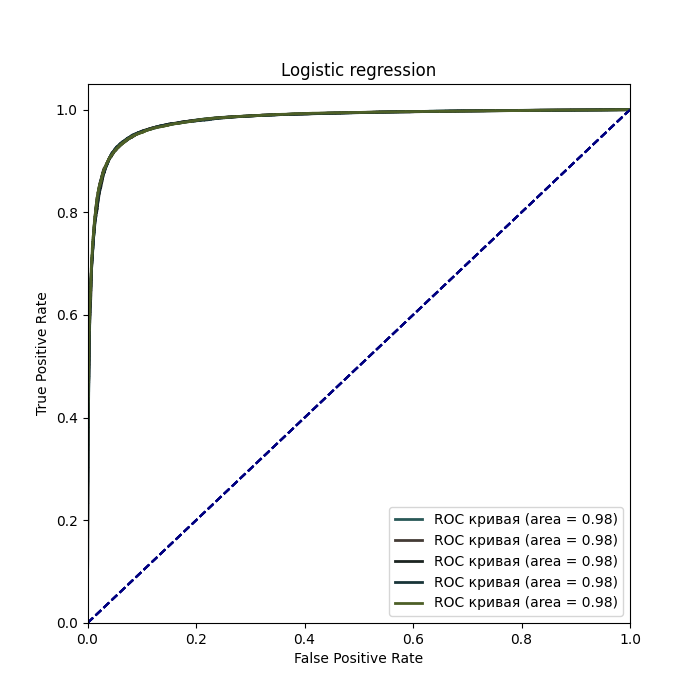 Logistic regression
True Positive Rate
1.0
0.8
0.6
0.4
0.2
0.0
ROC кривая (area = 0.98)
ROC кривая (area = 0.98)
ROC кривая (area = 0.98)
ROC кривая (area = 0.98)
ROC кривая (area = 0.98)
0.0 0.2 0.4 0.6 0.8 1.0
False Positive Rate